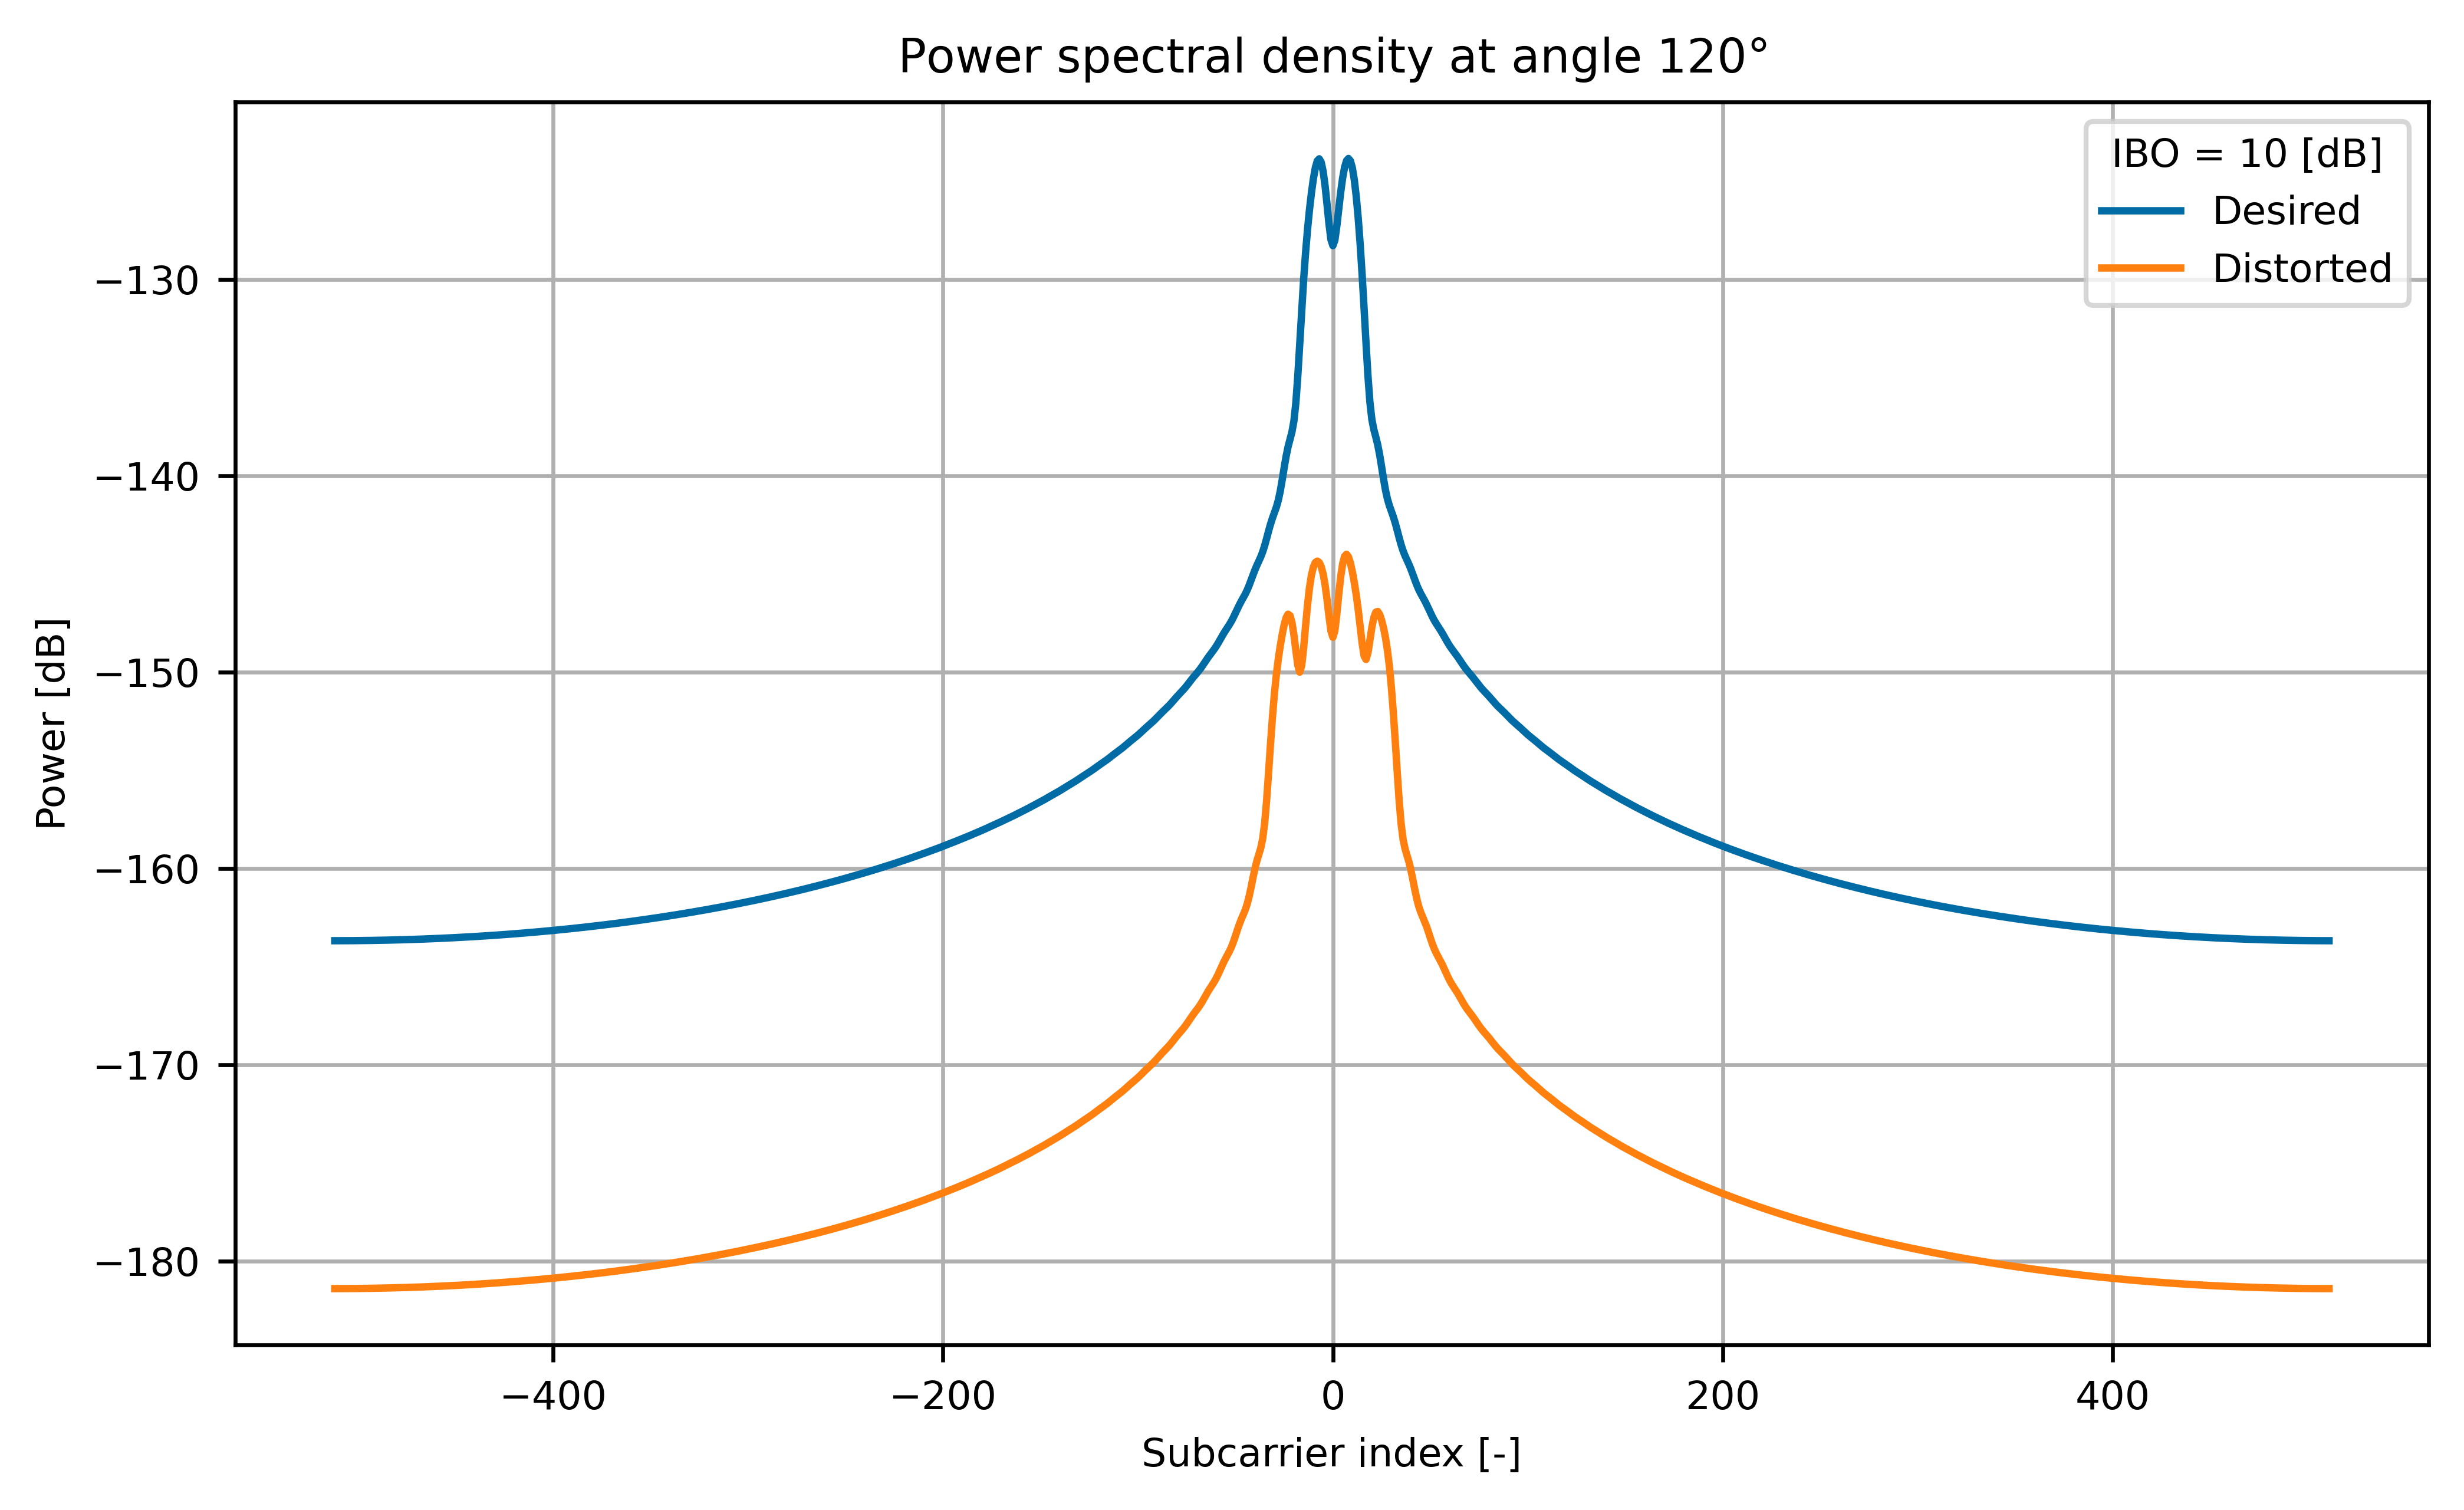 Power spectral density at angle 120°
IBO = 10 [dB]
Desired
Distorted
Power [dB]
−130
−140
−150
−160
−170
−180
−400
−200
0
200
400
Subcarrier index [-]